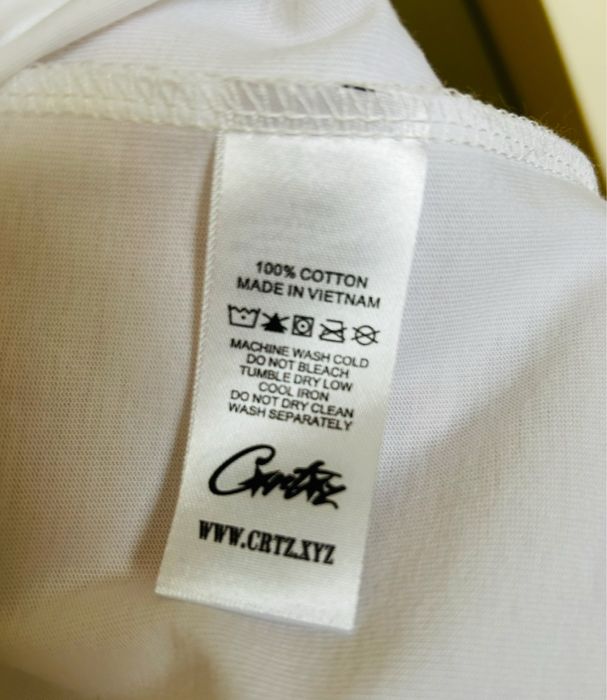 100% COTTON
MADE IN VIETNAM
MACHINE WASH COLD
DO NOT BLEACH
TUMBLE DRY LOW
COOL IRON
DO NOT DRY CLEAN
WASH SEPARATELY
Crtz
WWW.CRTZ.XYZ